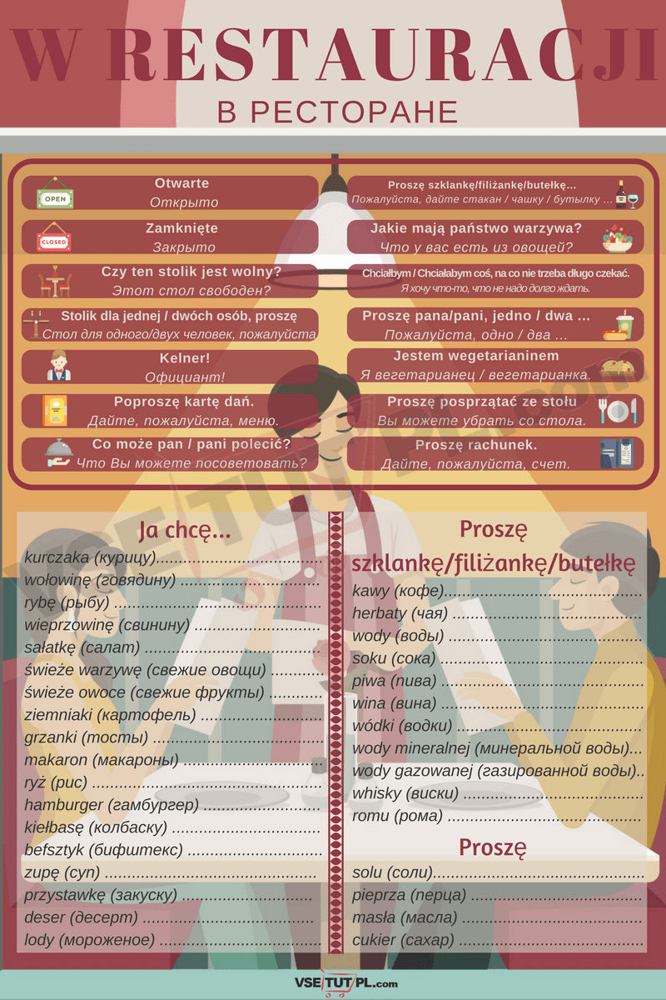 W RESTAURACJI
В РЕСТОРАНЕ
OPEN
Otwarte
Открыто
CLOSED
Zamknięte
Закрыто
Czy ten stolik jest wolny?
Этот стол свободен?
Stolik dla jednej / dwóch osób, proszę
Стол для одного/двух человек, пожалуйста
Kelner!
Официант!
Poproszę kartę dań.
Дайте, пожалуйста, меню.
Co może pan / pani polecić?
Что Вы можете посоветовать?
Proszę szklankę/filiżankę/butelkę...
Пожалуйста, дайте стакан / чашку / бутылку ...
Jakie mają państwo warzywa?
Что у вас есть из овощей?
Chciałbym / Chciałabym coś, na co nie trzeba długo czekać.
Я хочу что-то, что не надо долго ждать.
Proszę pana/pani, jedno / dwa ...
Пожалуйста, одно / два ...
Jestem wegetarianinem
Я вегетарианец / вегетарианка.
Proszę posprzątać ze stołu
Вы можете убрать со стола.
Proszę rachunek.
Дайте, пожалуйста, счет.
VSE TUT PL.com
Ja chcę...
kurczaka (курицу)..................................
wołowinę (говядину) ............................
rybę (рыбу) ..........................................
wieprzowinę (свинину) ..........................
sałatkę (салат) ...................................
świeże warzywę (свежие овощи) ..........
świeże owoce (свежие фрукты) ...........
ziemniaki (картофель) .........................
grzanki (тосты) ...................................
makaron (макароны) ............................
ryż (рис) ..............................................
hamburger (гамбургер) ........................
kiełbasę (колбаску) ..............................
befsztyk (бифштекс) ...........................
zupę (суп) ...........................................
przystawkę (закуску) ...........................
deser (десерт) ...................................
lody (мороженое) ................................
Proszę
szklankę/filiżankę/butełkę
kawy (кофе)........................................
herbaty (чая) .......................................
wody (воды) ........................................
soku (сока) .........................................
piwa (пива) .........................................
wina (вина) .........................................
wódki (водки) ......................................
wody mineralnej (минеральной воды)...
wody gazowanej (газированной воды)..
whisky (виски) .....................................
romu (рома) ........................................
Proszę
solu (соли)...........................................
pieprza (перца) ...................................
masła (масла) .....................................
cukier (сахар) ......................................
VSE TUT PL.com